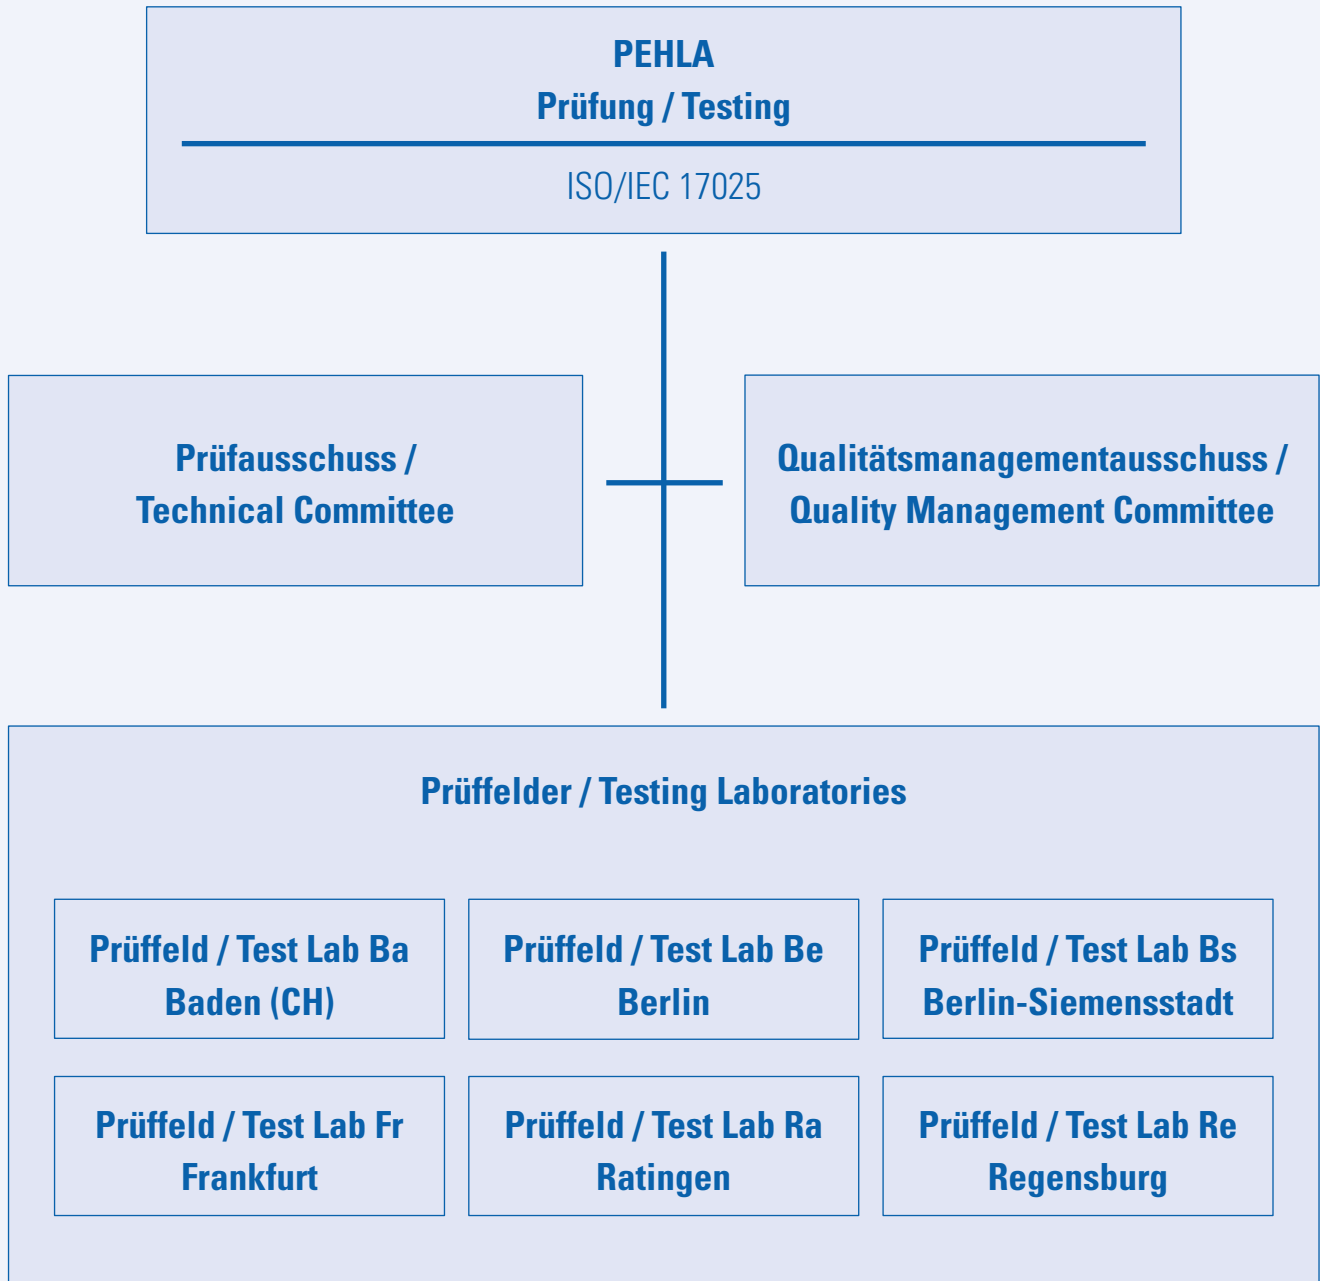 PEHLA
Prüfung / Testing
ISO/IEC 17025
Prüfausschuss /
Technical Committee
Qualitätsmanagementausschuss /
Quality Management Committee
Prüffelder / Testing Laboratories
Prüffeld / Test Lab Ba
Baden (CH)
Prüffeld / Test Lab Be
Berlin
Prüffeld / Test Lab Bs
Berlin-Siemensstadt
Prüffeld / Test Lab Fr
Frankfurt
Prüffeld / Test Lab Ra
Ratingen
Prüffeld / Test Lab Re
Regensburg